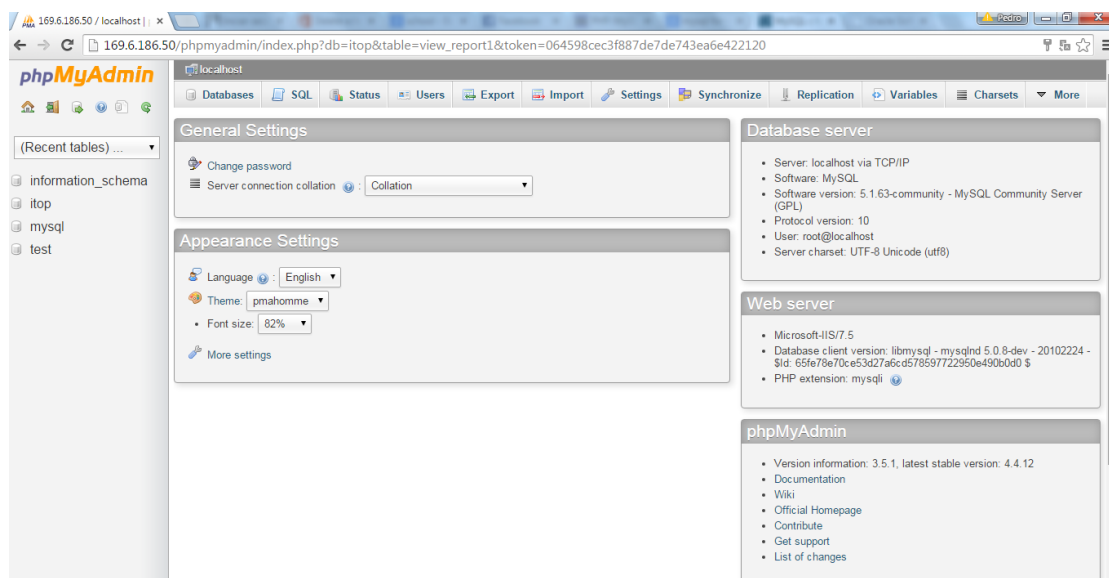 169.6.186.50 / localhost |
Pedro
169.6.186.50/phpmyadmin/index.php?db=itop&table=view_report1&token=064598cec3f887de7de743ea6e422120
phpMyAdmin
(Recent tables) ...
information_schema
itop
mysql
test
localhost
Databases SQL Status Users Export Import Settings Synchronize Replication Variables Charsets More
General Settings
Change password
Server connection collation : Collation
Appearance Settings
Language : English
Theme: pmahomme
Font size: 82%
More settings
Database server
Server: localhost via TCP/IP
Software: MySQL
Software version: 5.1.63-community - MySQL Community Server
(GPL)
Protocol version: 10
User: root@localhost
Server charset: UTF-8 Unicode (utf8)
Web server
Microsoft-IIS/7.5
Database client version: libmysql - mysqlnd 5.0.8-dev - 20102224 -
$Id: 65fe78e70ce53d27a6cd578597722950e490b0d0 $
PHP extension: mysqli
phpMyAdmin
Version information: 3.5.1, latest stable version: 4.4.12
Documentation
Wiki
Official Homepage
Contribute
Get support
List of changes